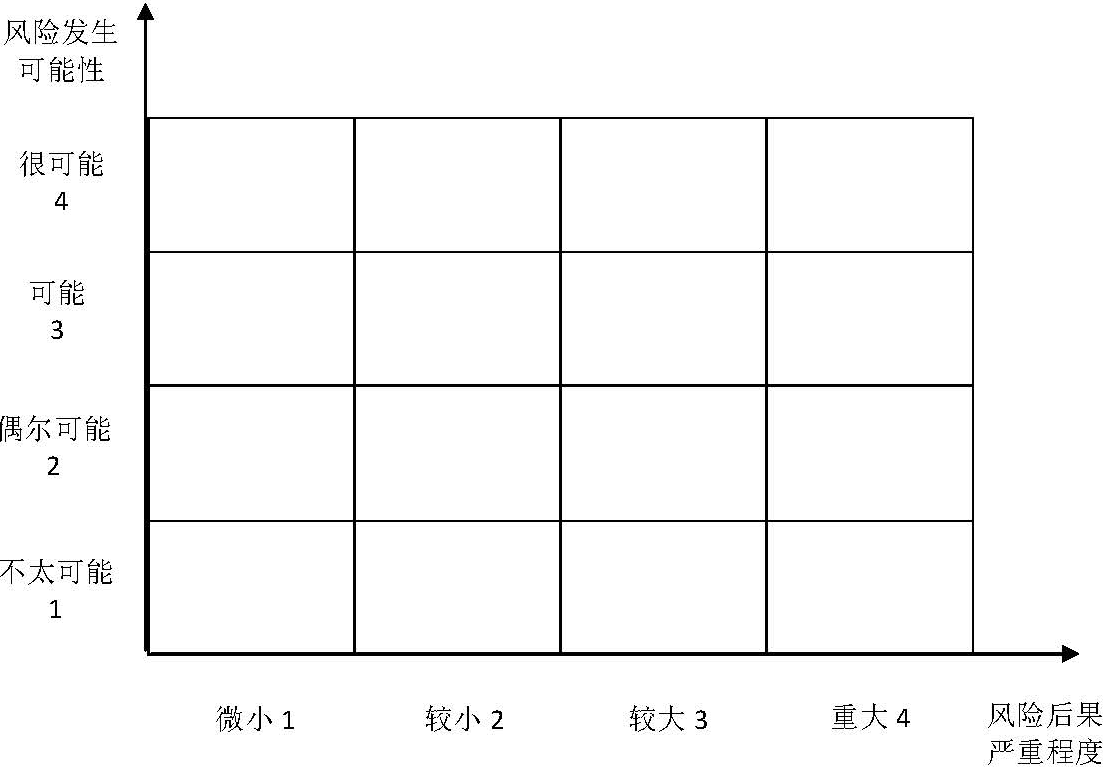 风险发生
可能性
很可能
4
可能
3
偶尔可能
2
不太可能
1
微小 1
较小 2
较大 3
重大 4
风险后果
严重程度